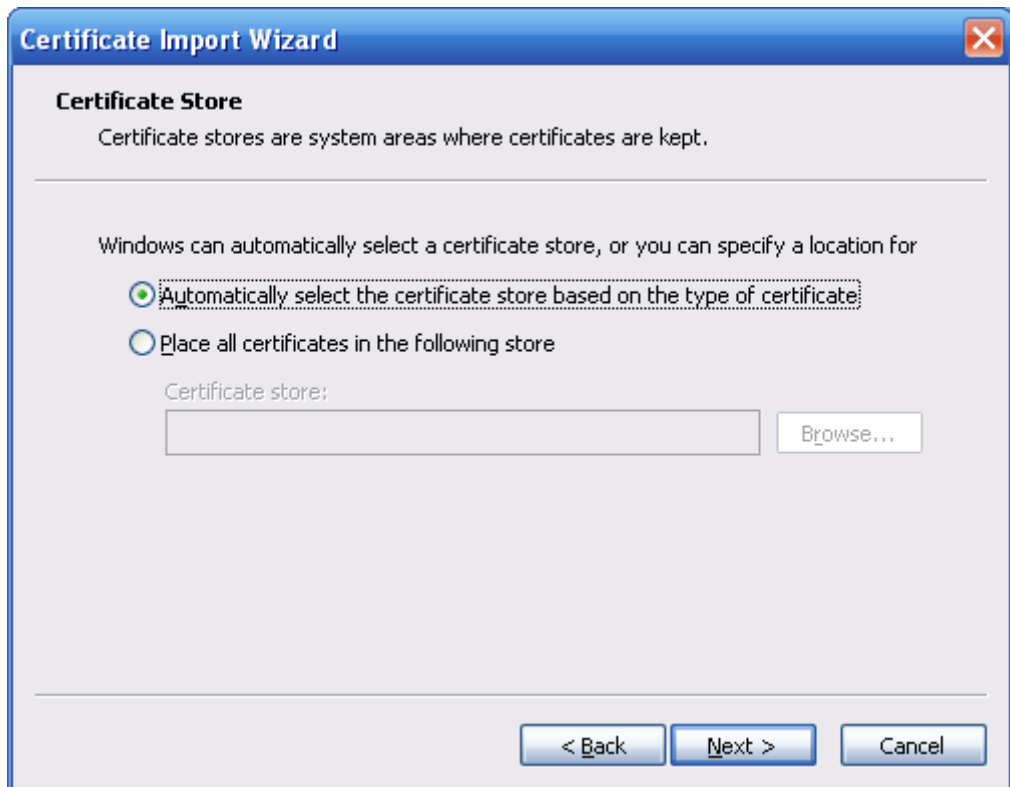 Certificate Import Wizard
Certificate Store
Certificate stores are system areas where certificates are kept.
Windows can automatically select a certificate store, or you can specify a location for
Automatically select the certificate store based on the type of certificate
Place all certificates in the following store
Certificate store:
Browse...
< Back Next > Cancel